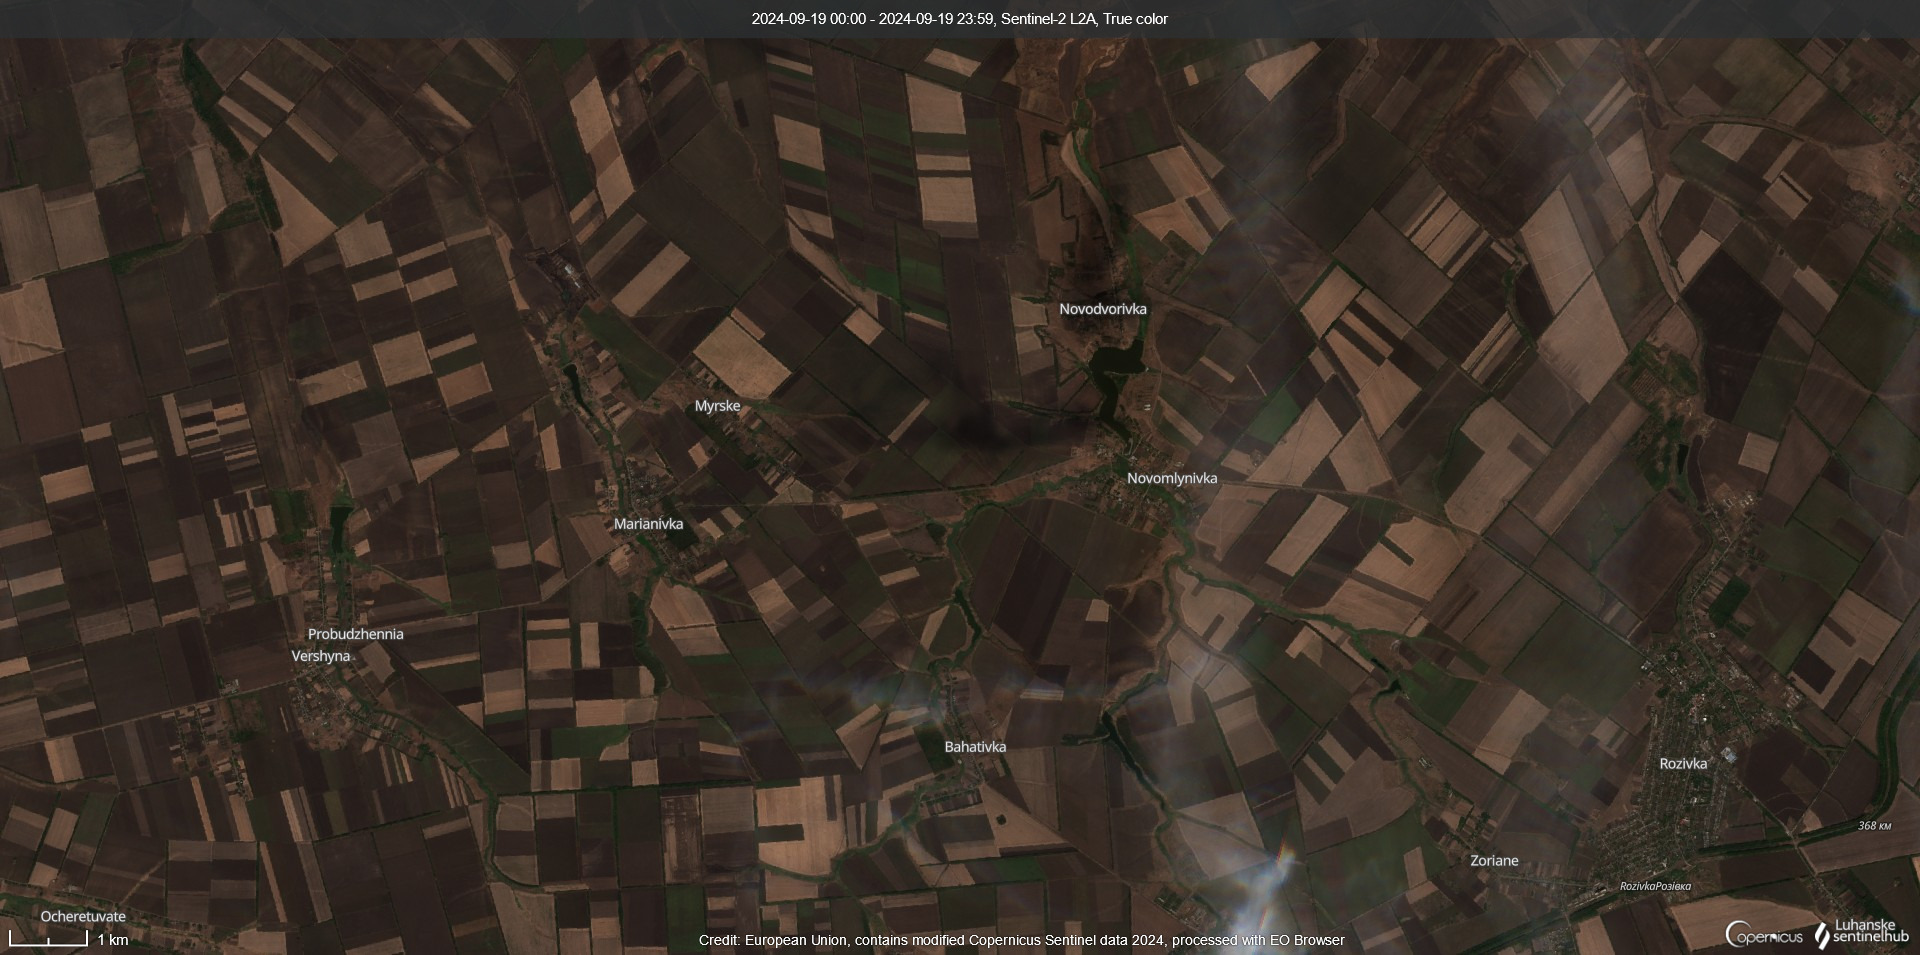 2024-09-19 00:00 - 2024-09-19 23:59, Sentinel-2 L2A, True color
Novodvorivka
Myrske
Novomlynivka
Marianivka
Probudzhennia
Vershyna
Bahativka
Rozivka
368 км
Zoriane
RozivkaРозівка
Ocheretuvate
1 km
Credit: European Union, contains modified Copernicus Sentinel data 2024, processed with EO Browser
Copernicus
Luhanske
sentinelhub